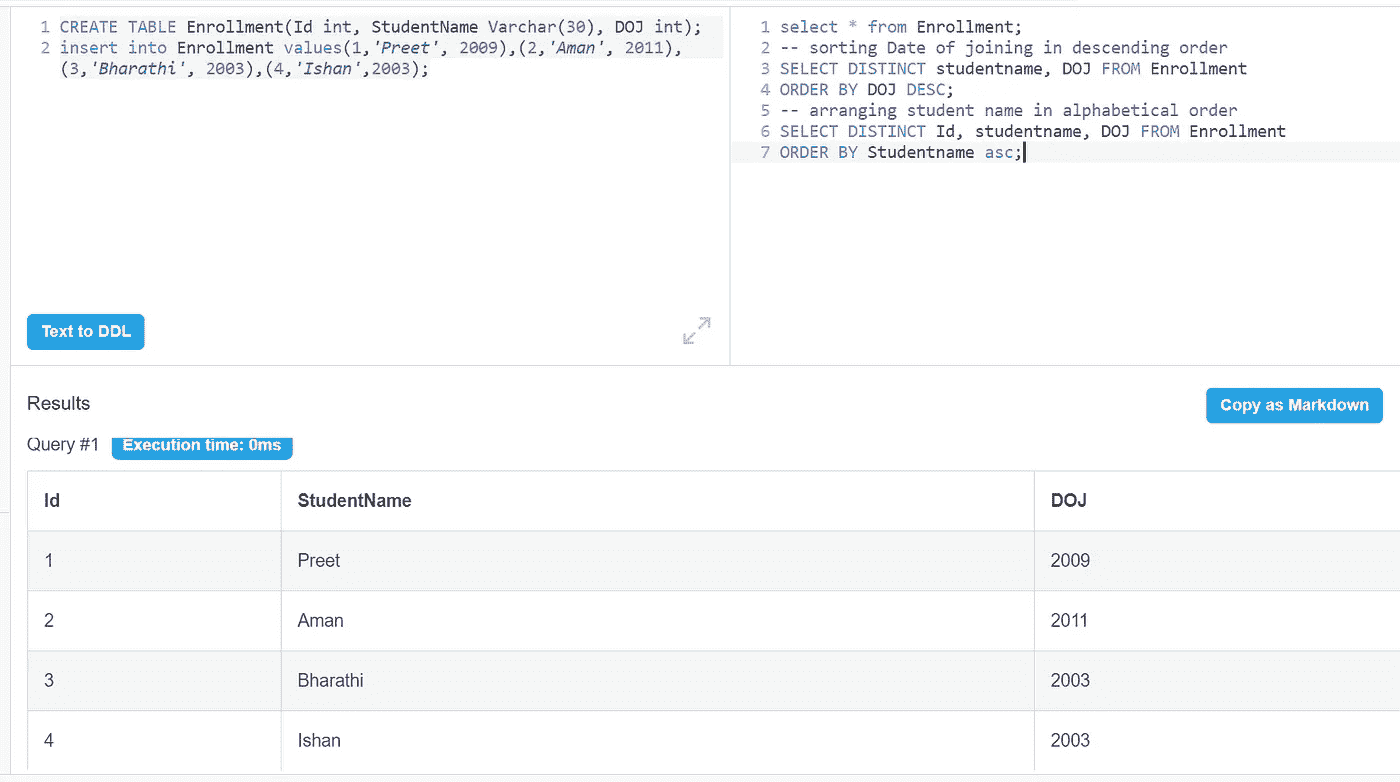 1 CREATE TABLE Enrollment(Id int, StudentName Varchar(30), DOJ int);
2 insert into Enrollment values(1,'Preet', 2009),(2,'Aman', 2011),
(3,'Bharathi', 2003),(4,'Ishan',2003);
1 select * from Enrollment;
2 -- sorting Date of joining in descending order
3 SELECT DISTINCT studentname, DOJ FROM Enrollment
4 ORDER BY DOJ DESC;
5 -- arranging student name in alphabetical order
6 SELECT DISTINCT Id, studentname, DOJ FROM Enrollment
7 ORDER BY Studentname asc;
Text to DDL
Results
Copy as Markdown
Query #1 Execution time: 0ms
Id StudentName DOJ
1 Preet 2009
2 Aman 2011
3 Bharathi 2003
4 Ishan 2003